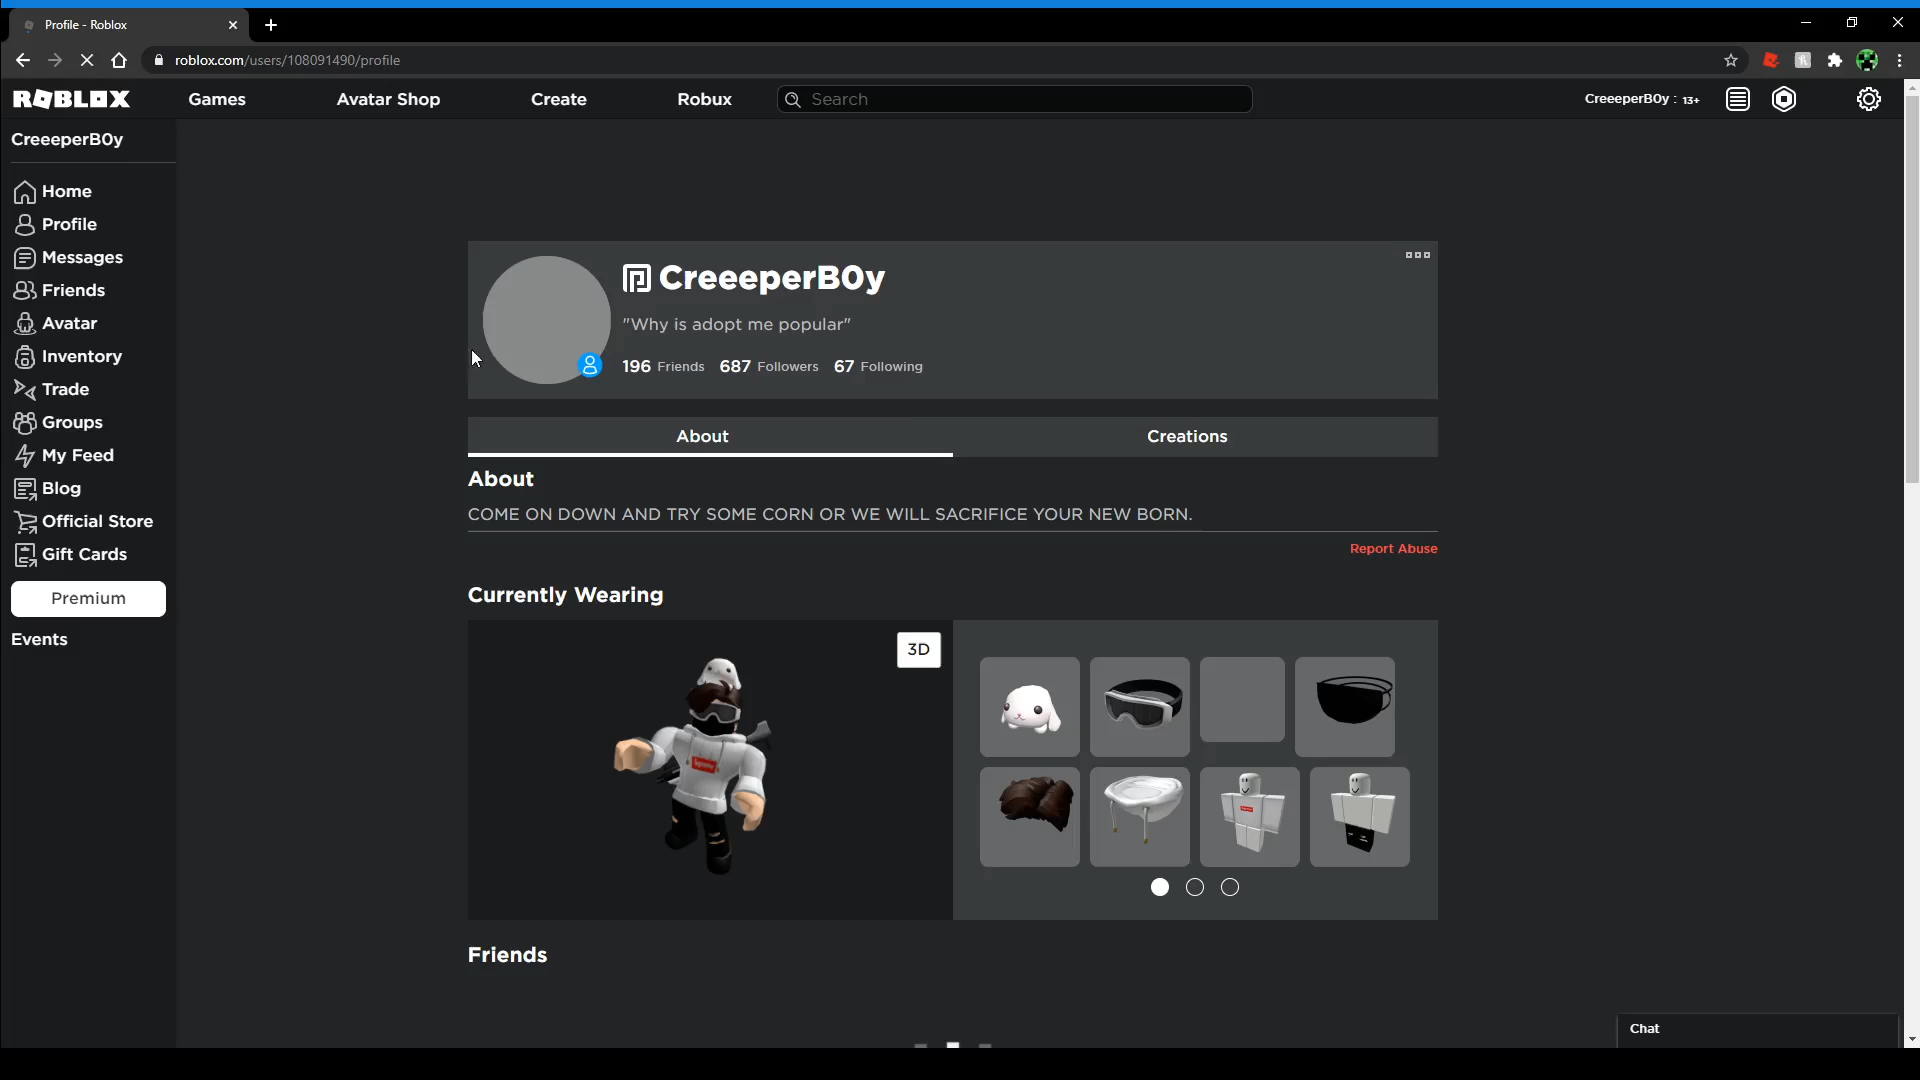 Profile - Roblox
roblox.com/users/108091490/profile
ROBLOX Games Avatar Shop Create Robux Search CreeeperB0y : 13+
CreeeperB0y
Home
Profile
Messages
Friends
Avatar
Inventory
Trade
Groups
My Feed
Blog
Official Store
Gift Cards
Premium
Events
CreeeperB0y
"Why is adopt me popular"
196 Friends 687 Followers 67 Following
About Creations
About
COME ON DOWN AND TRY SOME CORN OR WE WILL SACRIFICE YOUR NEW BORN.
Report Abuse
Currently Wearing
3D
Friends
Chat